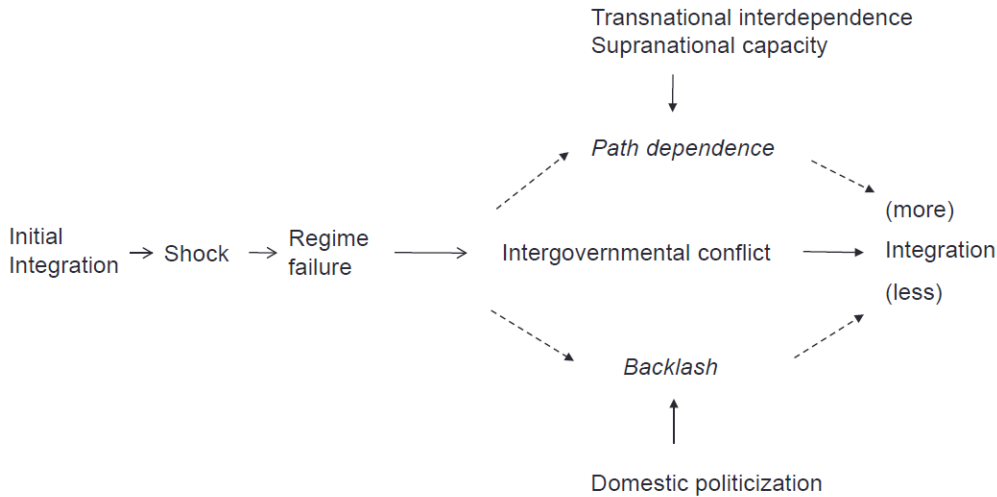 Transnational interdependence
Supranational capacity
Path dependence
(more)
Initial
Integration
Shock
Regime
failure
Intergovernmental conflict
Integration
(less)
Backlash
Domestic politicization